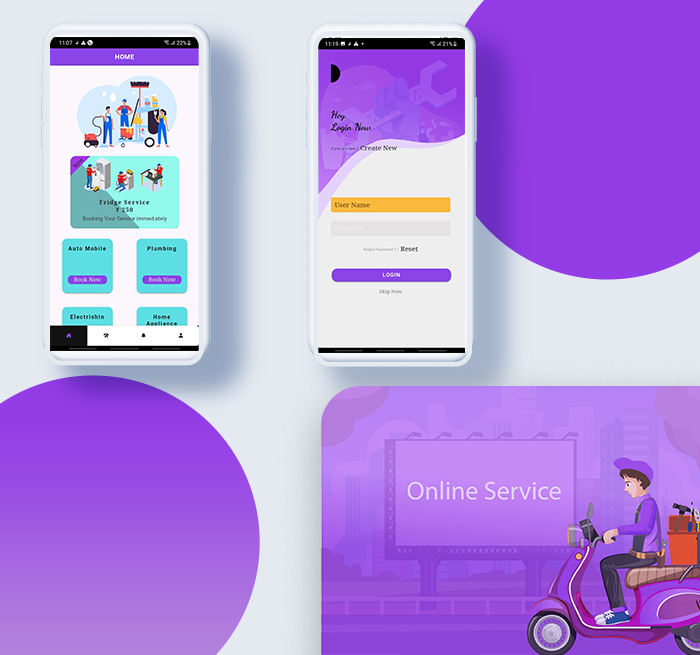 11:07
22%
HOME
New
Fridge Service
₹ 250
Booking Your Service immediately
Auto Mobile
Plumbing
Book Now
Book Now
Electrishin
Home
Appliance
11:19
21%
Hey,
Login Now
Create New
User Name
Password
Forgot Password ? / Reset
LOGIN
Skip Now
Online Service